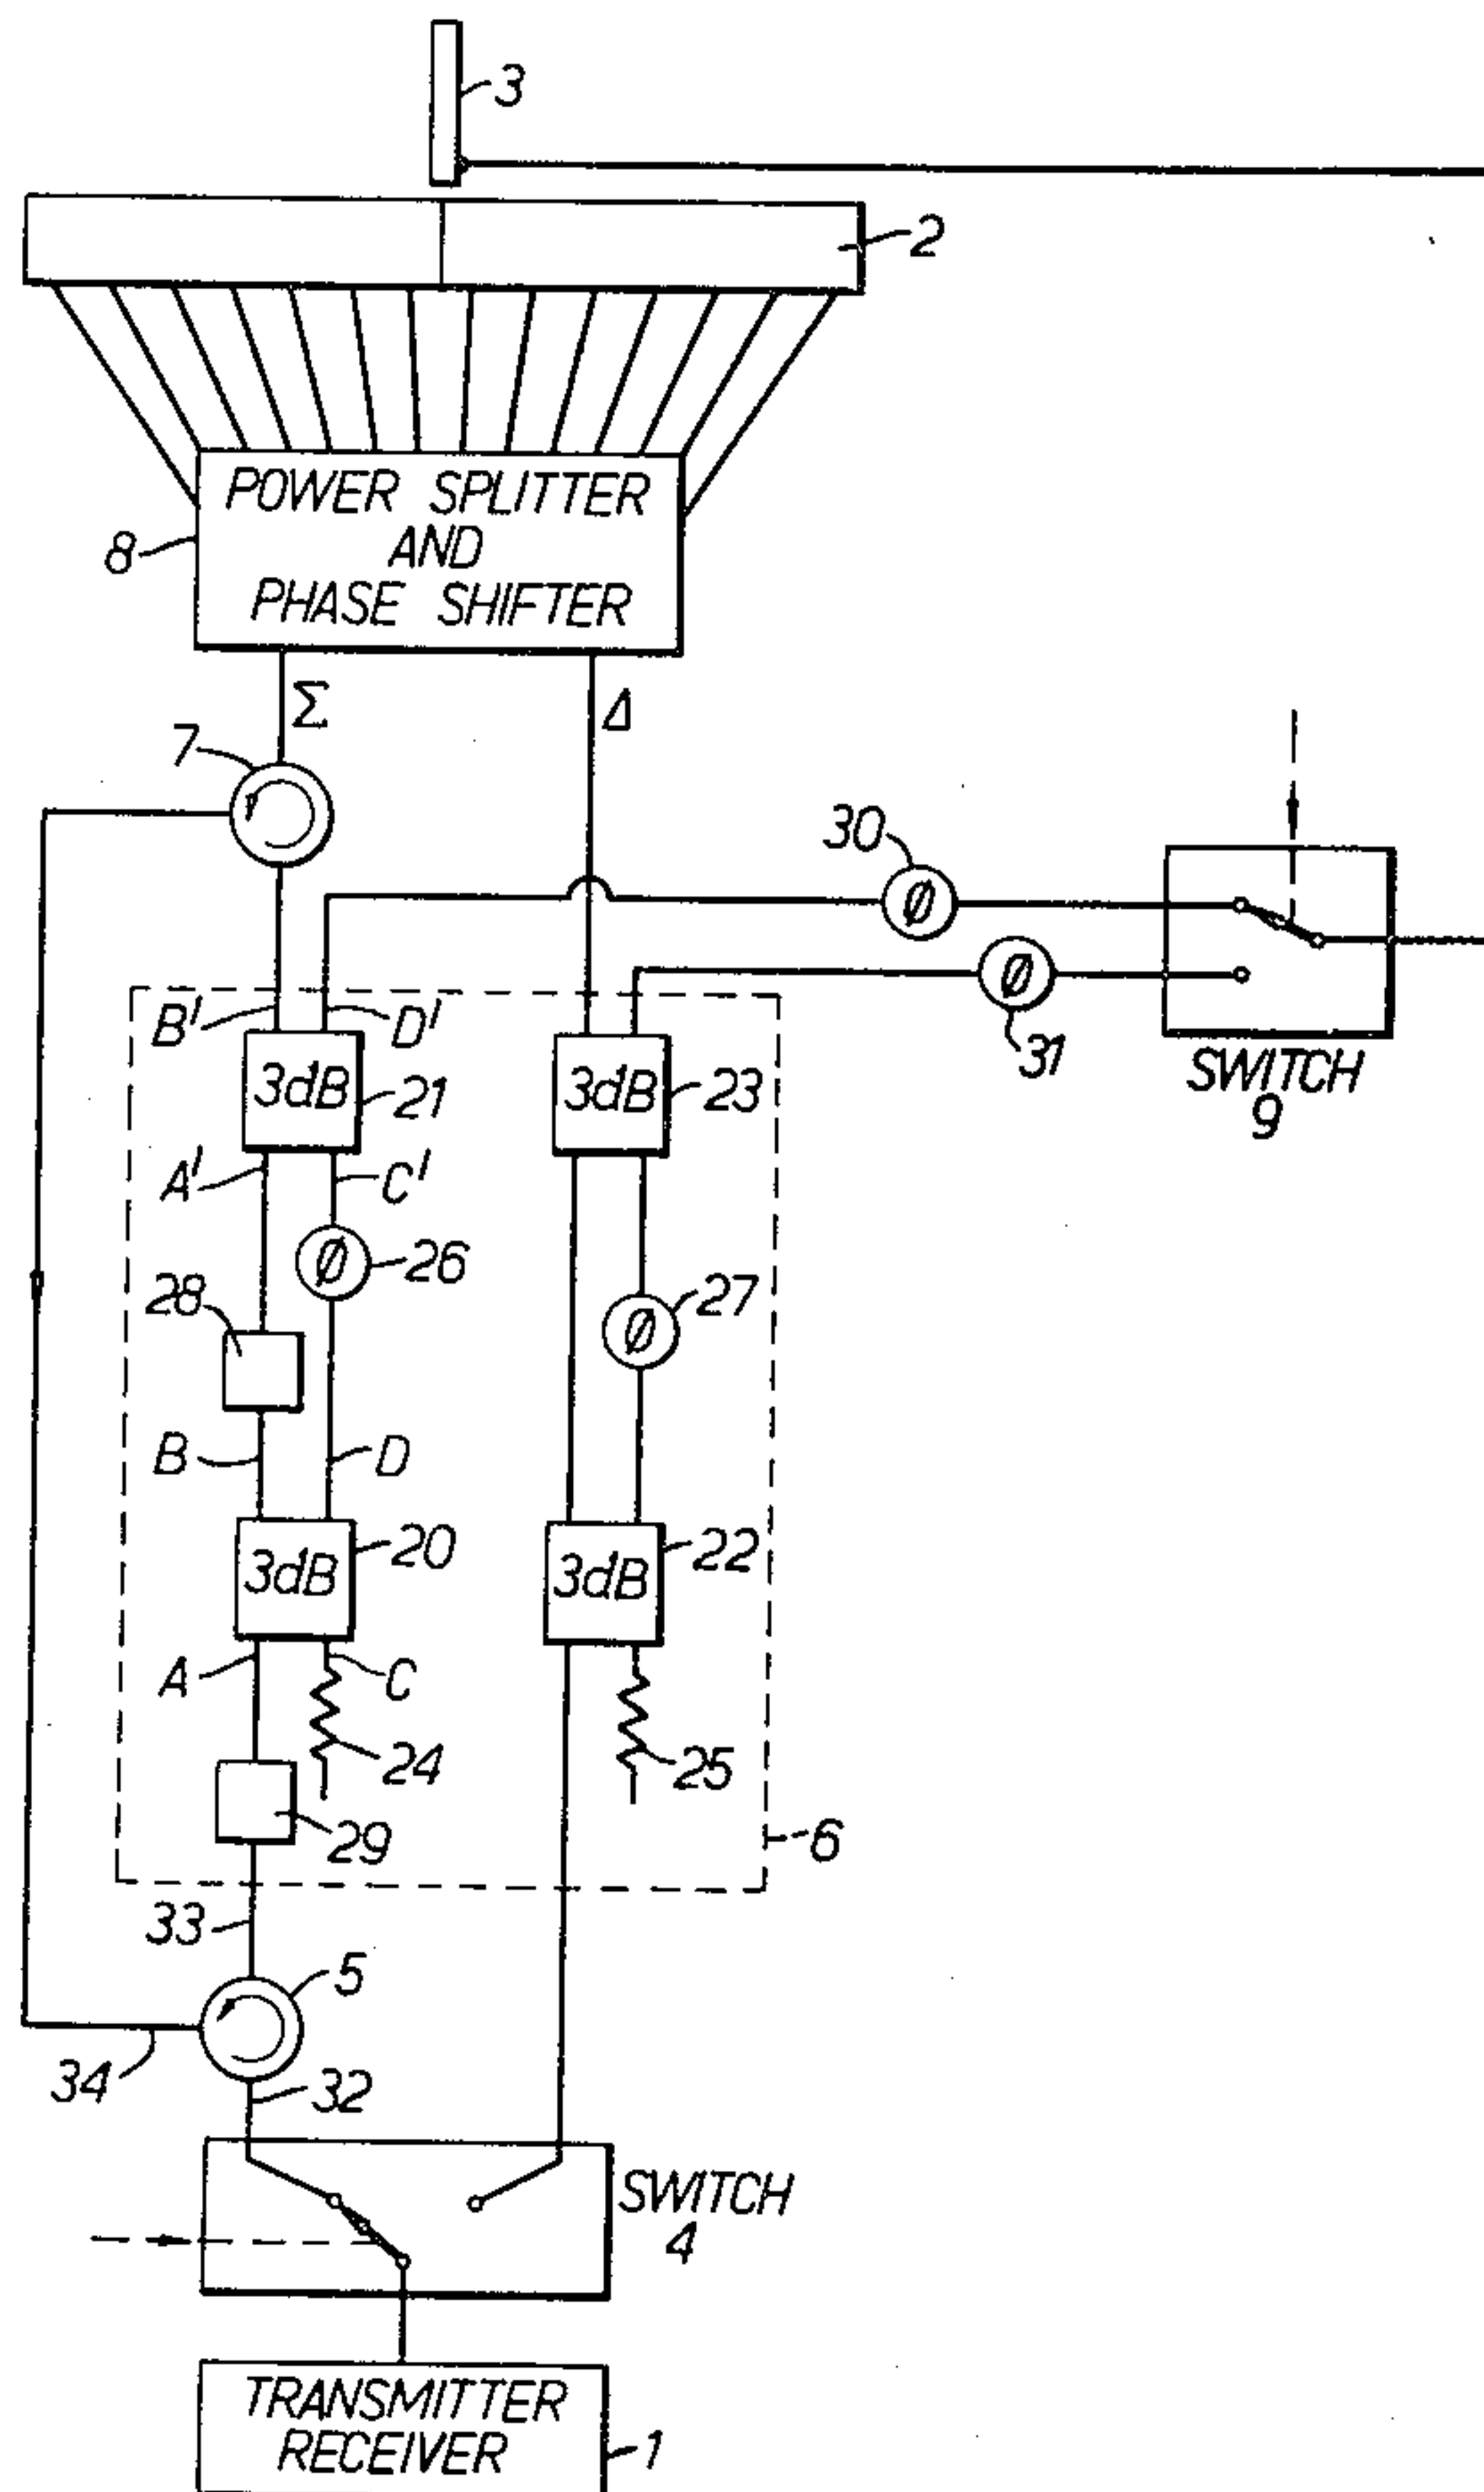 3
2
POWER SPLITTER
AND
PHASE SHIFTER
8
Σ
Δ
7
30
Ø
Ø
31
SWITCH
9
B'
D'
3dB
21
3dB
23
A'
C'
Ø
26
28
Ø
27
B
D
3dB
20
3dB
22
A
C
24
25
29
6
33
5
34
32
SWITCH
4
TRANSMITTER
RECEIVER
1